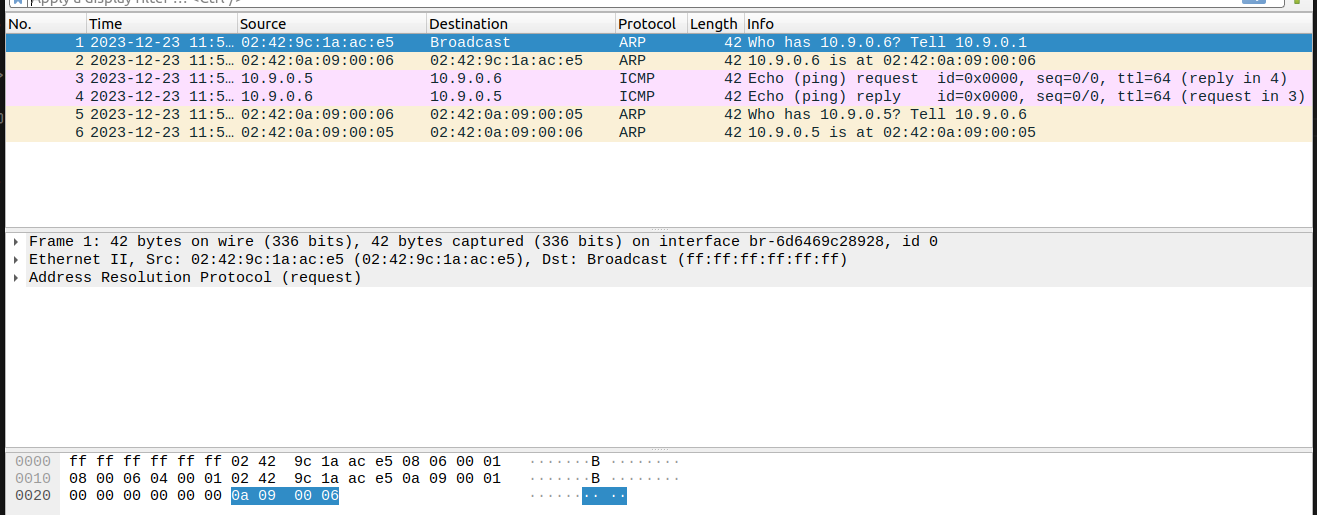 Apply a display filter … <Ctrl-/>
No. Time Source Destination Protocol Length Info
1 2023-12-23 11:5… 02:42:9c:1a:ac:e5 Broadcast ARP 42 Who has 10.9.0.6? Tell 10.9.0.1
2 2023-12-23 11:5… 02:42:0a:09:00:06 02:42:9c:1a:ac:e5 ARP 42 10.9.0.6 is at 02:42:0a:09:00:06
3 2023-12-23 11:5… 10.9.0.5 10.9.0.6 ICMP 42 Echo (ping) request id=0x0000, seq=0/0, ttl=64 (reply in 4)
4 2023-12-23 11:5… 10.9.0.6 10.9.0.5 ICMP 42 Echo (ping) reply id=0x0000, seq=0/0, ttl=64 (request in 3)
5 2023-12-23 11:5… 02:42:0a:09:00:06 02:42:0a:09:00:05 ARP 42 Who has 10.9.0.5? Tell 10.9.0.6
6 2023-12-23 11:5… 02:42:0a:09:00:05 02:42:0a:09:00:06 ARP 42 10.9.0.5 is at 02:42:0a:09:00:05
Frame 1: 42 bytes on wire (336 bits), 42 bytes captured (336 bits) on interface br-6d6469c28928, id 0
Ethernet II, Src: 02:42:9c:1a:ac:e5 (02:42:9c:1a:ac:e5), Dst: Broadcast (ff:ff:ff:ff:ff:ff)
Address Resolution Protocol (request)
0000 ff ff ff ff ff ff 02 42 9c 1a ac e5 08 06 00 01 ·······B ········
0010 08 00 06 04 00 01 02 42 9c 1a ac e5 0a 09 00 01 ·······B ········
0020 00 00 00 00 00 00 0a 09 00 06 ········ ··